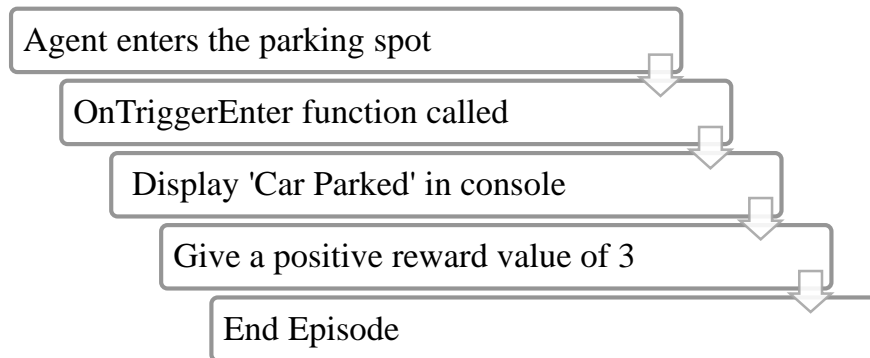 Agent enters the parking spot
OnTriggerEnter function called
Display 'Car Parked' in console
Give a positive reward value of 3
End Episode